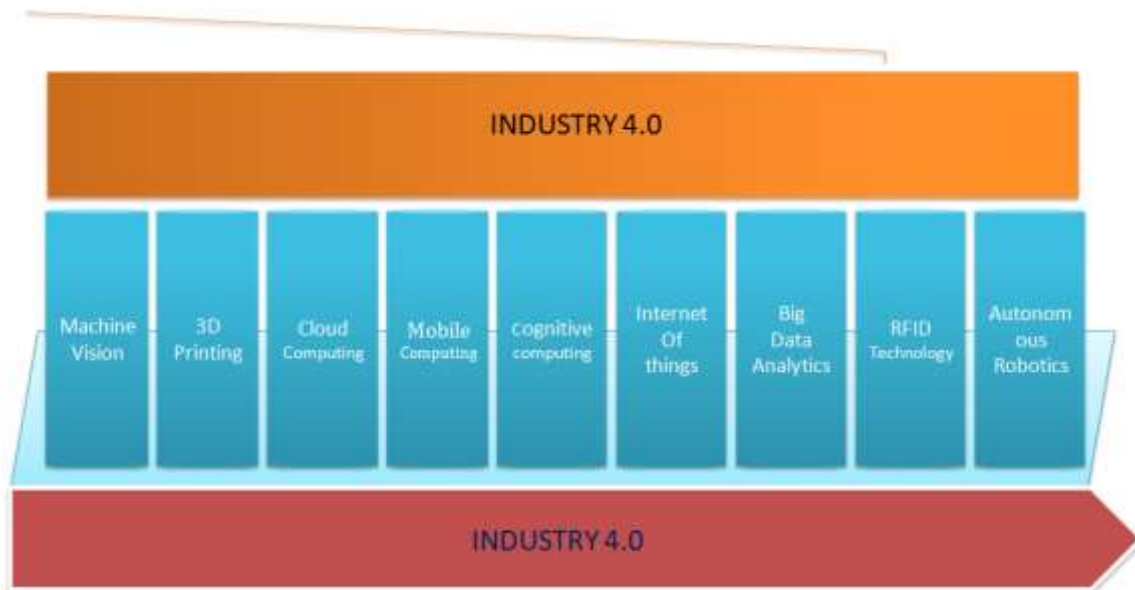 INDUSTRY 4.0
Machine
Vision
3D
Printing
Cloud
Computing
Mobile
Computing
cognitive
computing
Internet
Of
things
Big
Data
Analytics
RFID
Technology
Autonom
ous
Robotics
INDUSTRY 4.0